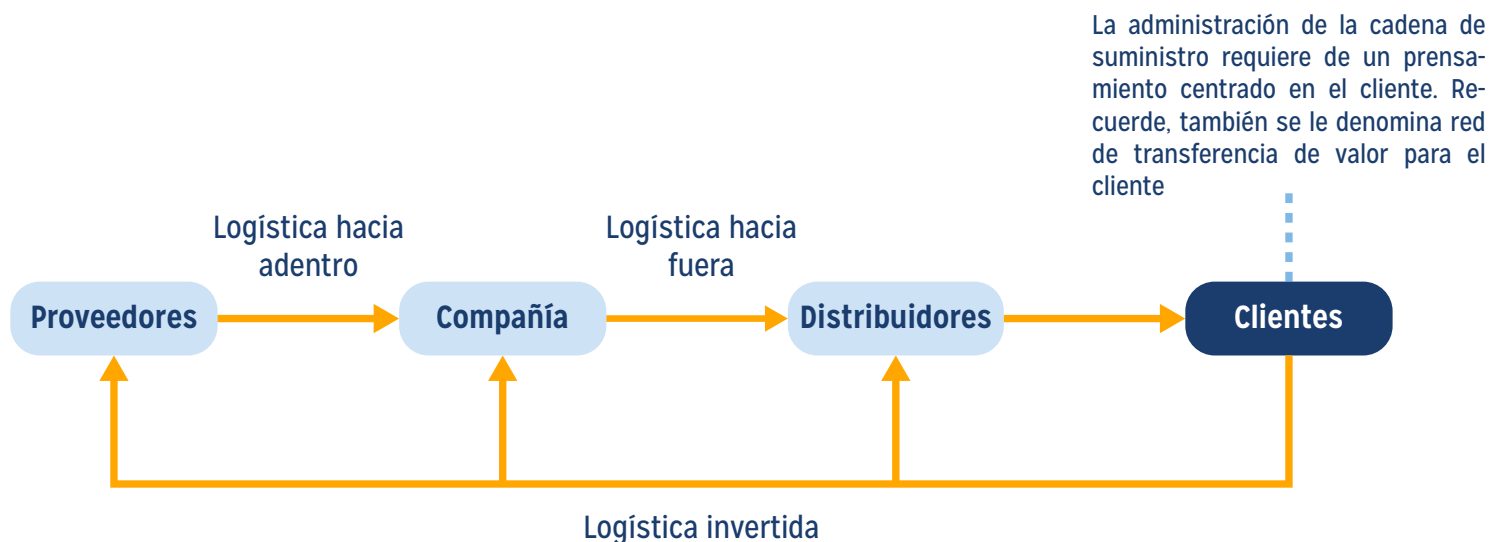 La administración de la cadena de
suministro requiere de un prensa-
miento centrado en el cliente. Re-
cuerde, también se le denomina red
de transferencia de valor para el
cliente
Logística hacia
adentro
Logística hacia
fuera
Proveedores
Compañía
Distribuidores
Clientes
Logística invertida